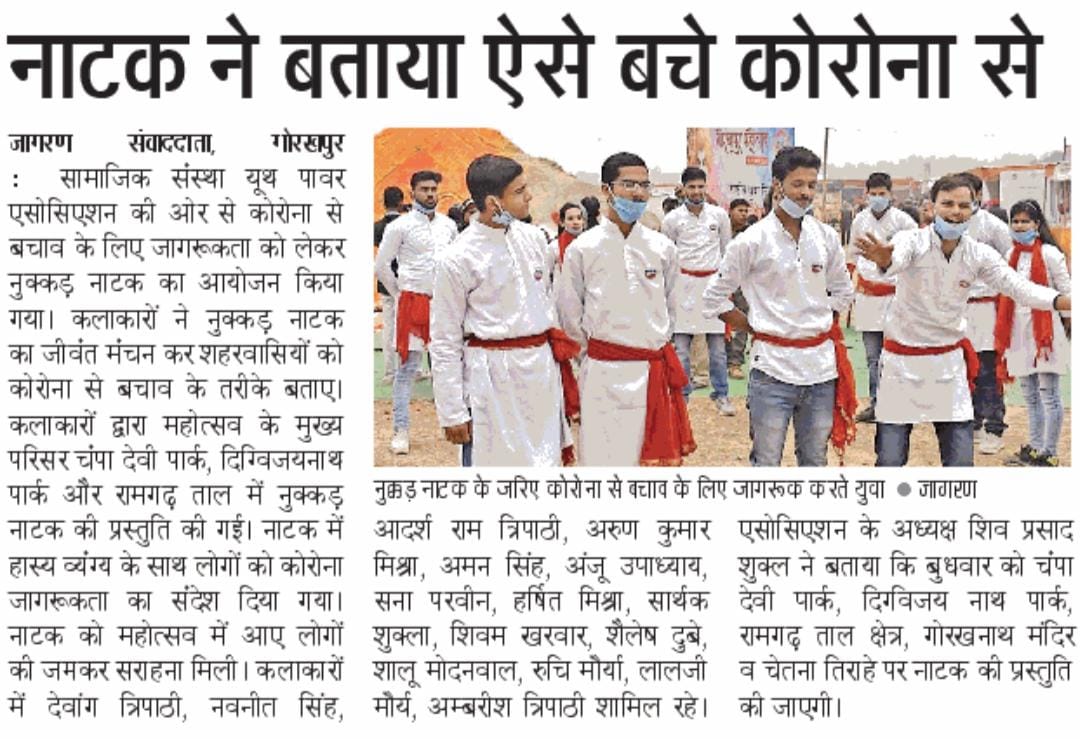 नाटक ने बताया ऐसे बचे कोरोना से
जागरण संवाददाता, गोरखपुर
: सामाजिक संस्था यूथ पावर
एसोसिएशन की ओर से कोरोना से
बचाव के लिए जागरूकता को लेकर
नुक्कड़ नाटक का आयोजन किया
गया। कलाकारों ने नुक्कड़ नाटक
का जीवंत मंचन कर शहरवासियों को
कोरोना से बचाव के तरीके बताए।
कलाकारों द्वारा महोत्सव के मुख्य
परिसर चंपा देवी पार्क, दिग्विजयनाथ
पार्क और रामगढ़ ताल में नुक्कड़
नाटक की प्रस्तुति की गई। नाटक में
हास्य व्यंग्य के साथ लोगों को कोरोना
जागरूकता का संदेश दिया गया।
नाटक को महोत्सव में आए लोगों
की जमकर सराहना मिली। कलाकारों
में देवांग त्रिपाठी, नवनीत सिंह,
नुक्कड़ नाटक के जरिए कोरोना से बचाव के लिए जागरूक करते युवा ● जागरण
आदर्श राम त्रिपाठी, अरुण कुमार
मिश्रा, अमन सिंह, अंजू उपाध्याय,
सना परवीन, हर्षित मिश्रा, सार्थक
शुक्ला, शिवम खरवार, शैलेष दुबे,
शालू मोदनवाल, रुचि मौर्या, लालजी
मौर्य, अम्बरीश त्रिपाठी शामिल रहे।
एसोसिएशन के अध्यक्ष शिव प्रसाद
शुक्ल ने बताया कि बुधवार को चंपा
देवी पार्क, दिग्विजय नाथ पार्क,
रामगढ़ ताल क्षेत्र, गोरखनाथ मंदिर
व चेतना तिराहे पर नाटक की प्रस्तुति
की जाएगी।